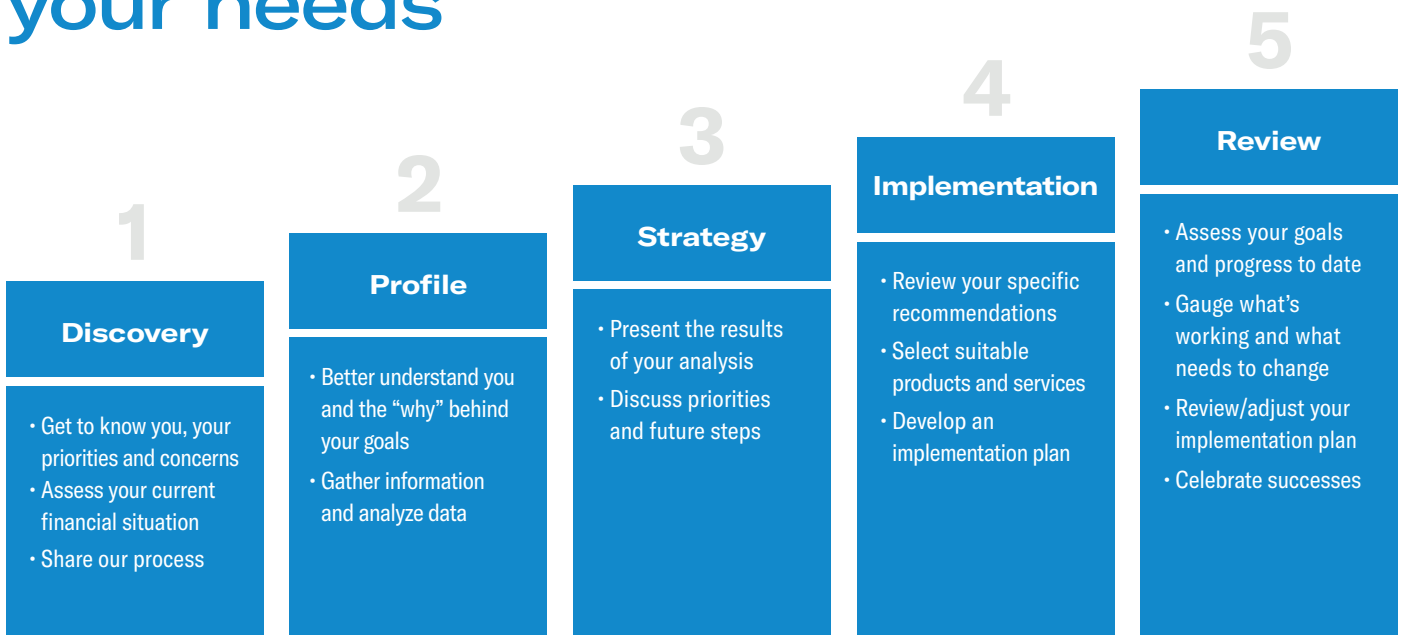 your needs
1
Discovery
• Get to know you, your
priorities and concerns
• Assess your current
financial situation
• Share our process
2
Profile
• Better understand you
and the “why” behind
your goals
• Gather information
and analyze data
3
Strategy
• Present the results
of your analysis
• Discuss priorities
and future steps
4
Implementation
• Review your specific
recommendations
• Select suitable
products and services
• Develop an
implementation plan
5
Review
• Assess your goals
and progress to date
• Gauge what’s
working and what
needs to change
• Review/adjust your
implementation plan
• Celebrate successes